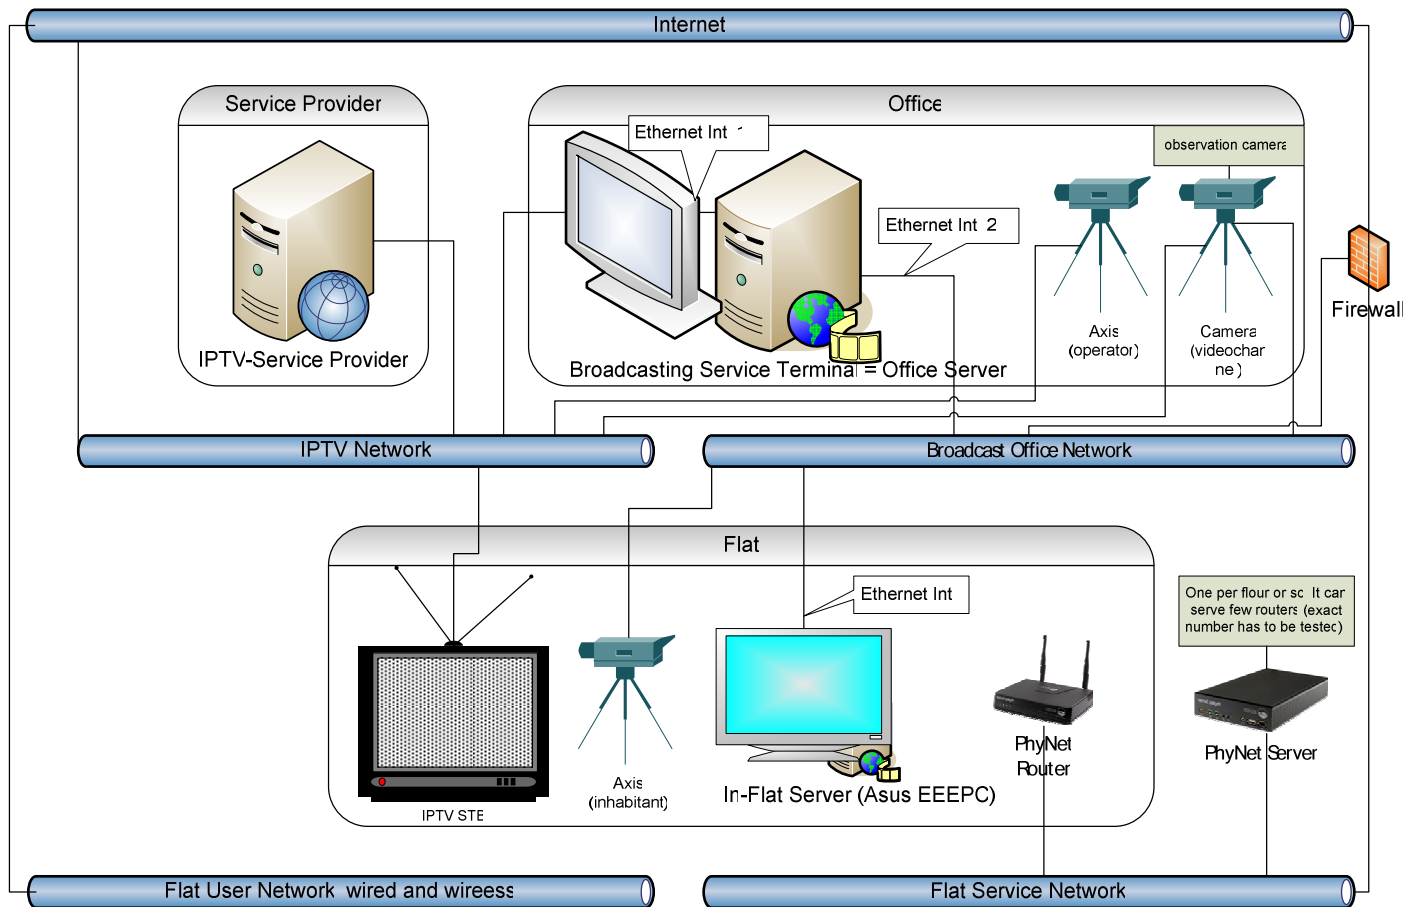 Internet
Service Provider
Office
Ethernet Int 1
observation camera
Ethernet Int 2
Firewall
Axis
(operator)
Camera
(videochar
ne)
IPTV-Service Provider
Broadcasting Service Terminal = Office Server
IPTV Network
Broadcast Office Network
Flat
Ethernet Int
One per flour or sc It can
serve few routers (exact
number has to be tested)
PhyNet
Router
PhyNet Server
Axis
(inhabitant)
In-Flat Server (Asus EEEPC)
IPTV STE
Flat User Network wired and wireess
Flat Service Network